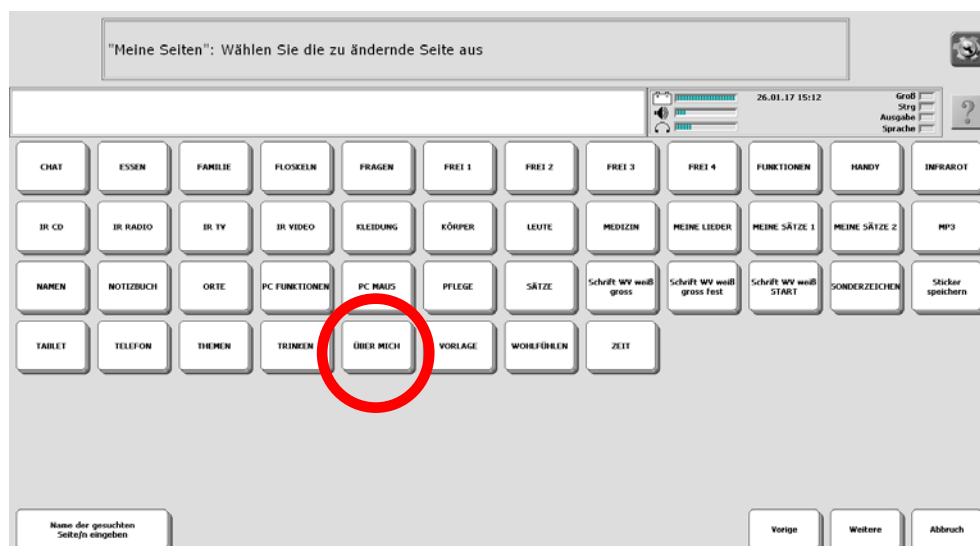 "Meine Seiten": Wählen Sie die zu ändernde Seite aus
26.01.17 15:12
Groß
Strg
Ausgabe
Sprache
?
CHAT
ESSEN
FAMILIE
FLOSKELN
FRAGEN
FREI 1
FREI 2
FREI 3
FREI 4
FUNKTIONEN
HANDY
INFRAROT
IR CD
IR RADIO
IR TV
IR VIDEO
KLEIDUNG
KÖRPER
LEUTE
MEDIZIN
MEINE LIEDER
MEINE SÄTZE 1
MEINE SÄTZE 2
MP3
NAMEN
NOTIZBUCH
ORTE
PC FUNKTIONEN
PC MAUS
PFLEGE
SÄTZE
Schrift WV weiß
gross
Schrift WV weiß
gross fest
Schrift WV weiß
START
SONDERZEICHEN
Sticker
speichern
TABLET
TELEFON
THEMEN
TRINKEN
ÜBER MICH
VORLAGE
WOHLFÜHLEN
ZEIT
Name der gesuchten
Seite/n eingeben
Vorige
Weitere
Abbruch